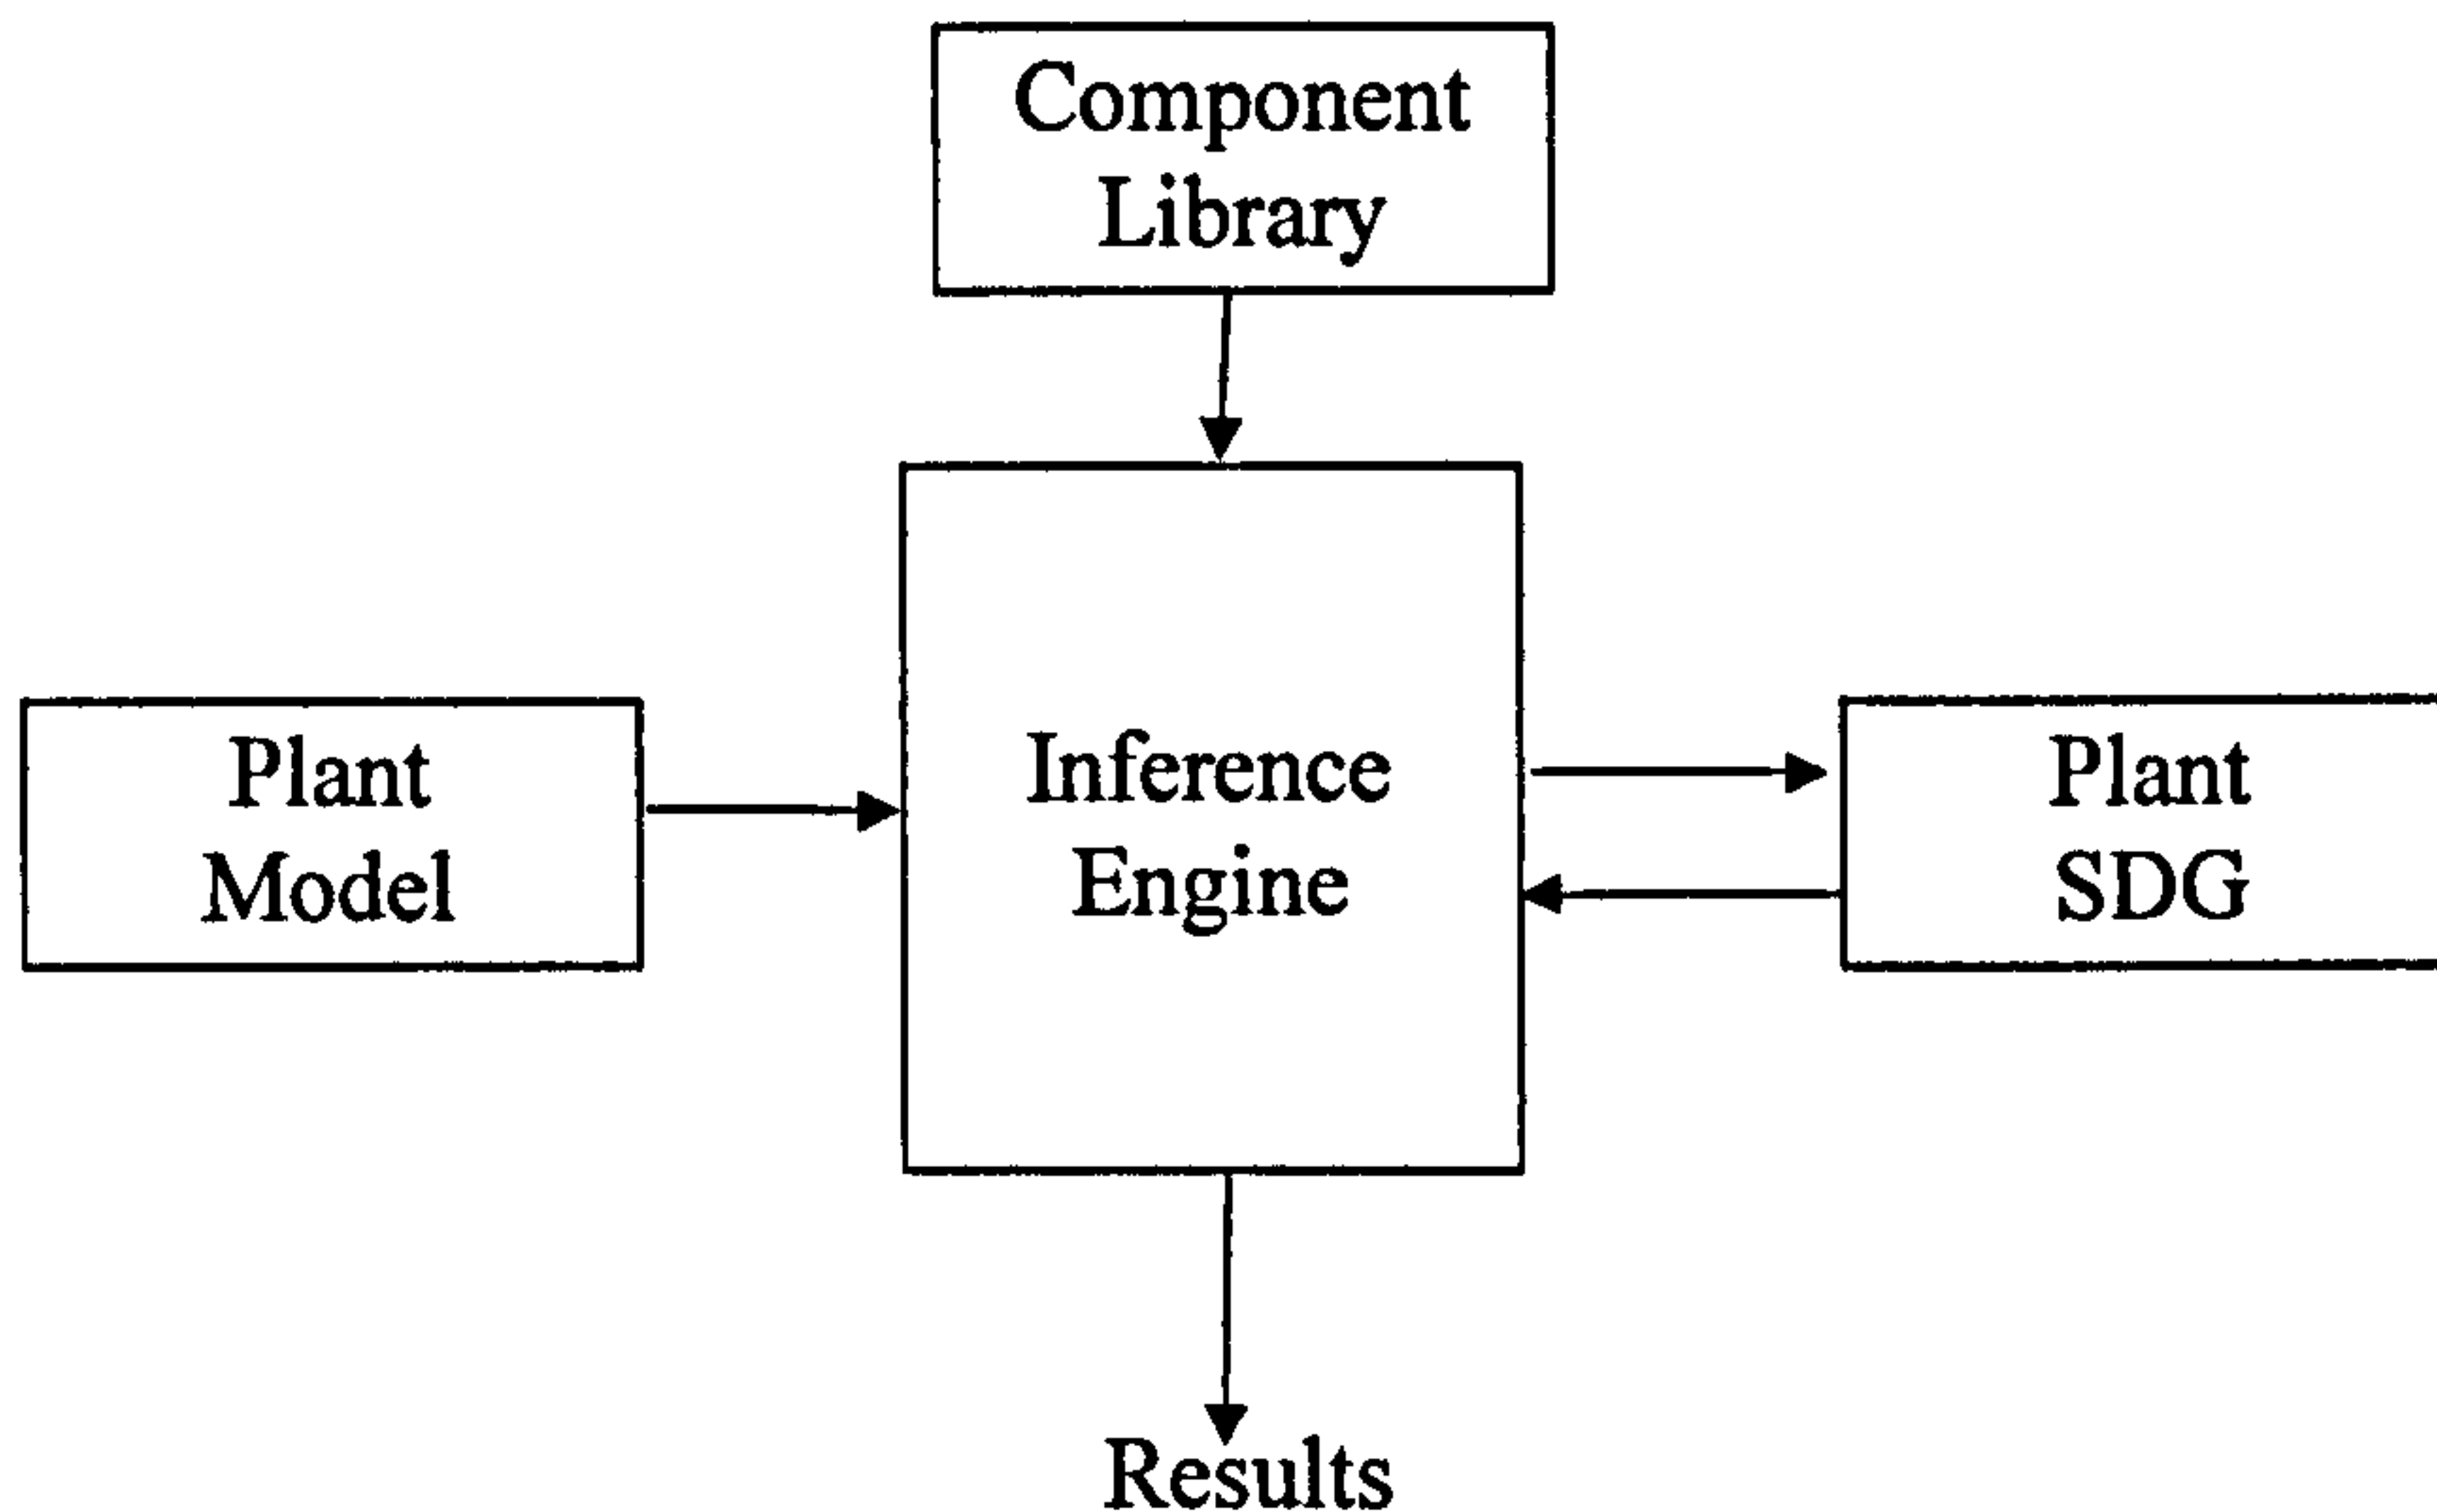 Component
Library
Plant
Model
Inference
Engine
Plant
SDG
Results